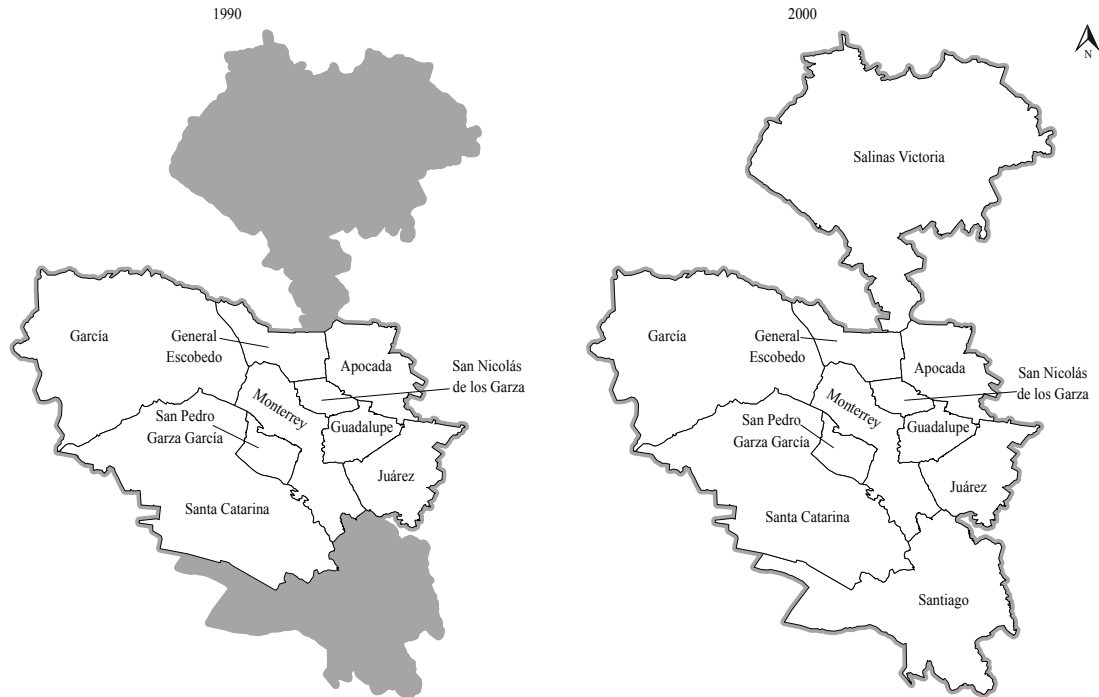 1990
García
General
Escobedo
Apocada
San Nicolás
de los Garza
Monterrey
San Pedro
Garza García
Guadalupe
Juárez
Santa Catarina
2000
N
Salinas Victoria
García
General
Escobedo
Apocada
San Nicolás
de los Garza
Monterrey
San Pedro
Garza García
Guadalupe
Juárez
Santa Catarina
Santiago